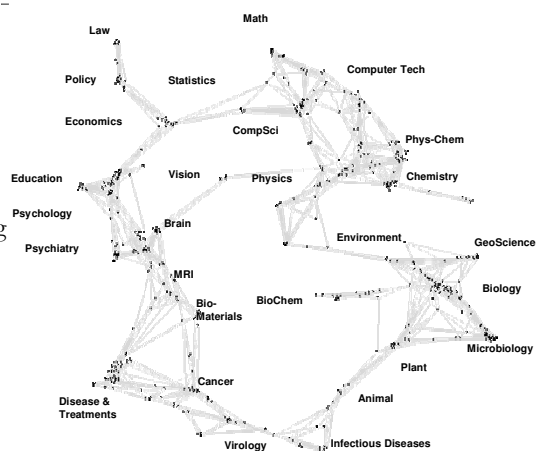 Math
Law
Computer Tech
Policy
Statistics
Economics
CompSci
Phys-Chem
Education
Vision
Physics
Chemistry
Psychology
Brain
g
Psychiatry
Environment
GeoScience
MRI
Biology
Bio-
Materials
BioChem
Microbiology
Plant
Cancer
Disease &
Treatments
Animal
Virology
Infectious Diseases